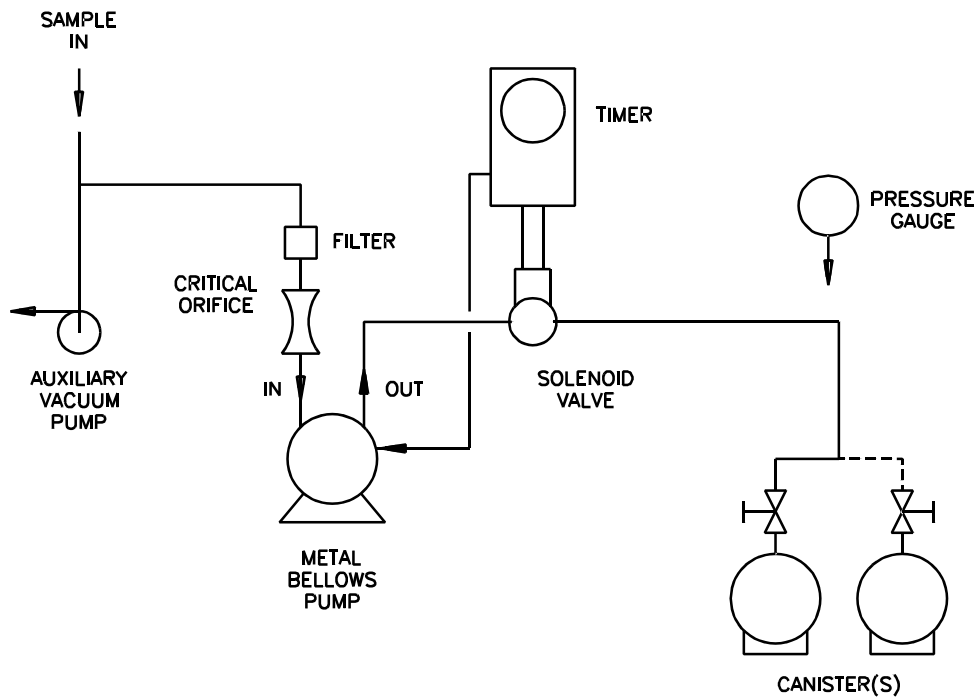 SAMPLE
IN
TIMER
PRESSURE
GAUGE
FILTER
CRITICAL
ORIFICE
IN
OUT
SOLENOID
VALVE
AUXILIARY
VACUUM
PUMP
METAL
BELLOWS
PUMP
CANISTER(S)